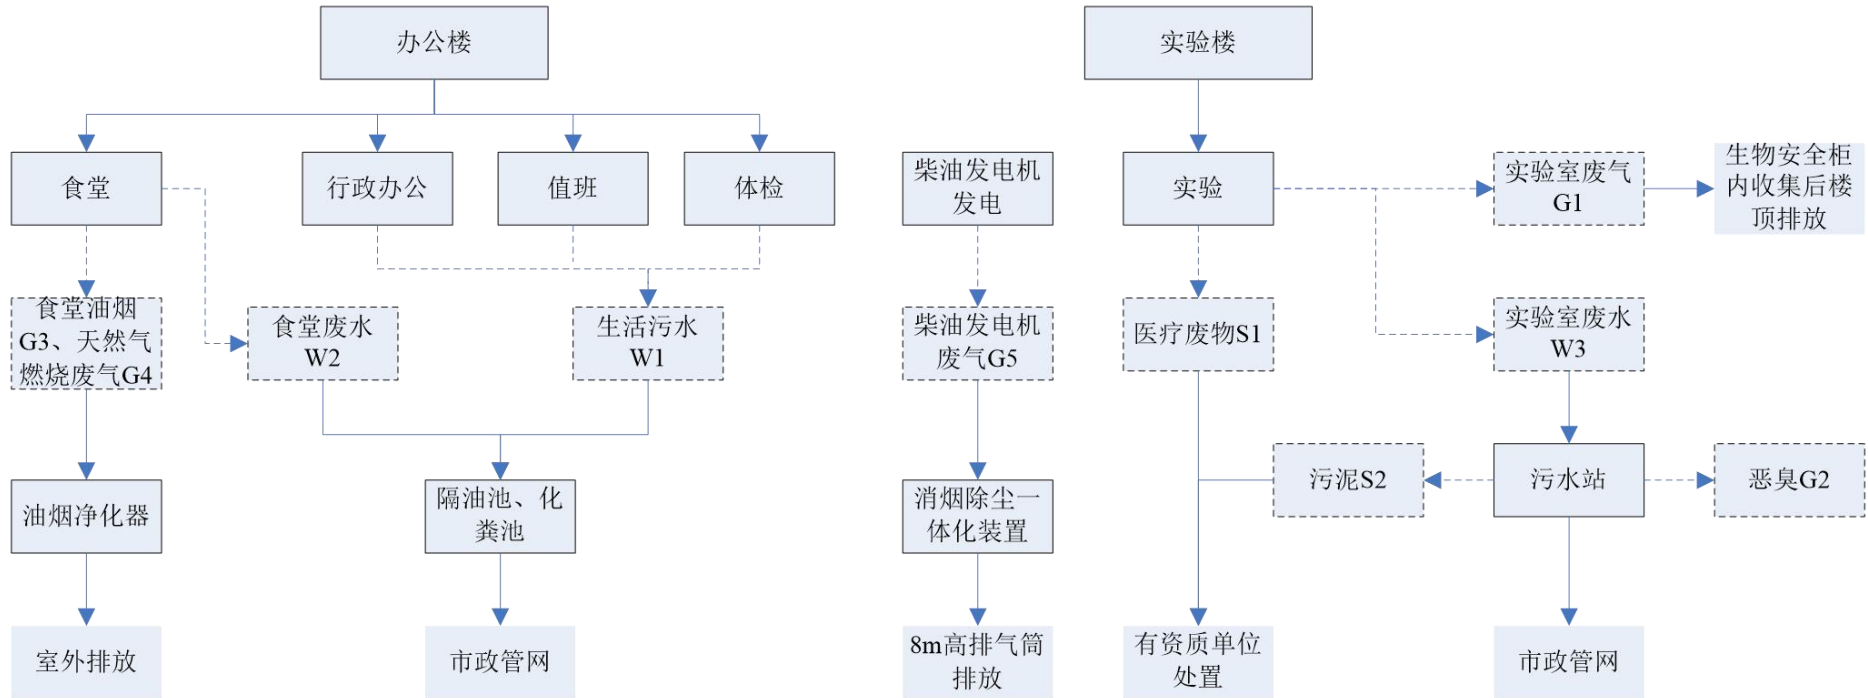 办公楼
实验楼
食堂
行政办公
值班
体检
柴油发电机
发电
实验
实验室废气
G1
生物安全柜
内收集后楼
顶排放
食堂油烟
G3、天然气
燃烧废气G4
食堂废水
W2
生活污水
W1
柴油发电机
废气G5
医疗废物S1
实验室废水
W3
油烟净化器
隔油池、化
粪池
消烟除尘一
体化装置
污泥S2
污水站
恶臭G2
室外排放
市政管网
8m高排气筒
排放
有资质单位
处置
市政管网